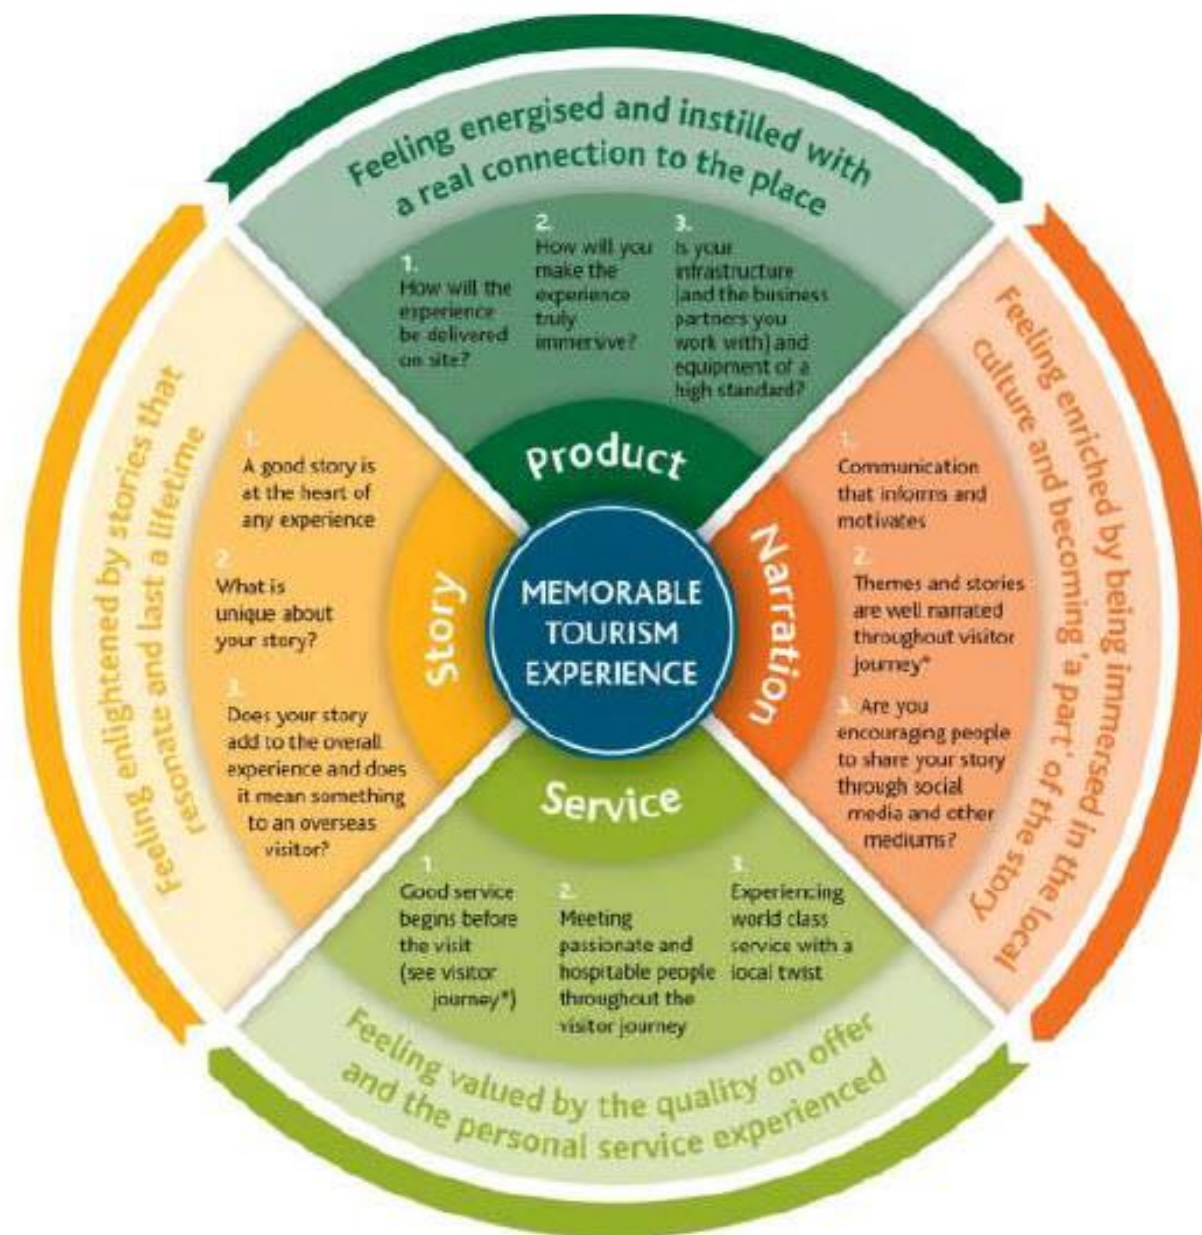 Feeling energised and instilled with
a real connection to the place
1.
How will the
experience
be delivered
on site?
2.
How will you
make the
experience
truly
immersive?
3.
Is your
infrastructure
(and the business
partners you
work with) and
equipment of a
high standard?
Product
Feeling enriched by being immersed in the local
culture and becoming 'a part' of the story
1.
Communication
that informs and
motivates
2.
Themes and stories
are well narrated
throughout visitor
journey*
3. Are you
encouraging people
to share your story
through social
media and other
mediums?
Narration
MEMORABLE
TOURISM
EXPERIENCE
Service
1.
Good service
begins before
the visit
(see visitor
journey*)
2.
Meeting
passionate and
hospitable people
throughout the
visitor journey
3.
Experiencing
world class
service with a
local twist
Feeling valued by the quality on offer
and the personal service experienced
Story
1.
A good story is
at the heart of
any experience
2.
What is
unique about
your story?
3.
Does your story
add to the overall
experience and does
it mean something
to an overseas
visitor?
Feeling enlightened by stories that
resonate and last a lifetime